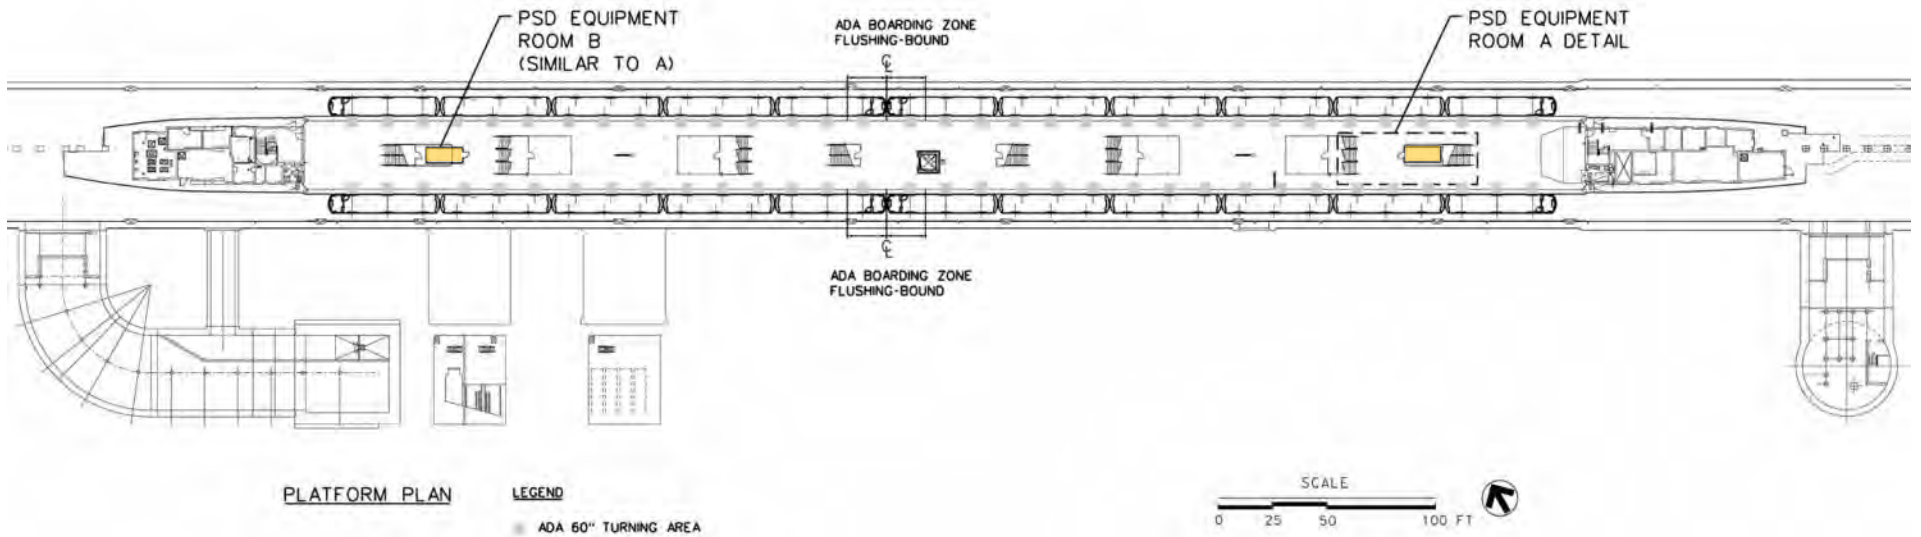 PSD EQUIPMENT
ROOM B
(SIMILAR TO A)
ADA BOARDING ZONE
FLUSHING-BOUND
℄
PSD EQUIPMENT
ROOM A DETAIL
℄
ADA BOARDING ZONE
FLUSHING-BOUND
PLATFORM PLAN
LEGEND
ADA 60" TURNING AREA
SCALE
0 25 50 100 FT